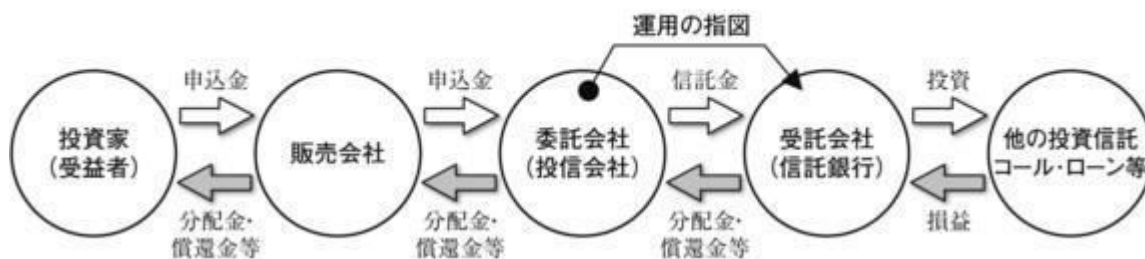 運用の指図
申込金
申込金
信託金
投資
投資家
(受益者)
販売会社
委託会社
(投信会社)
受託会社
(信託銀行)
他の投資信託
コール・ローン等
分配金・
償還金等
分配金・
償還金等
分配金・
償還金等
損益